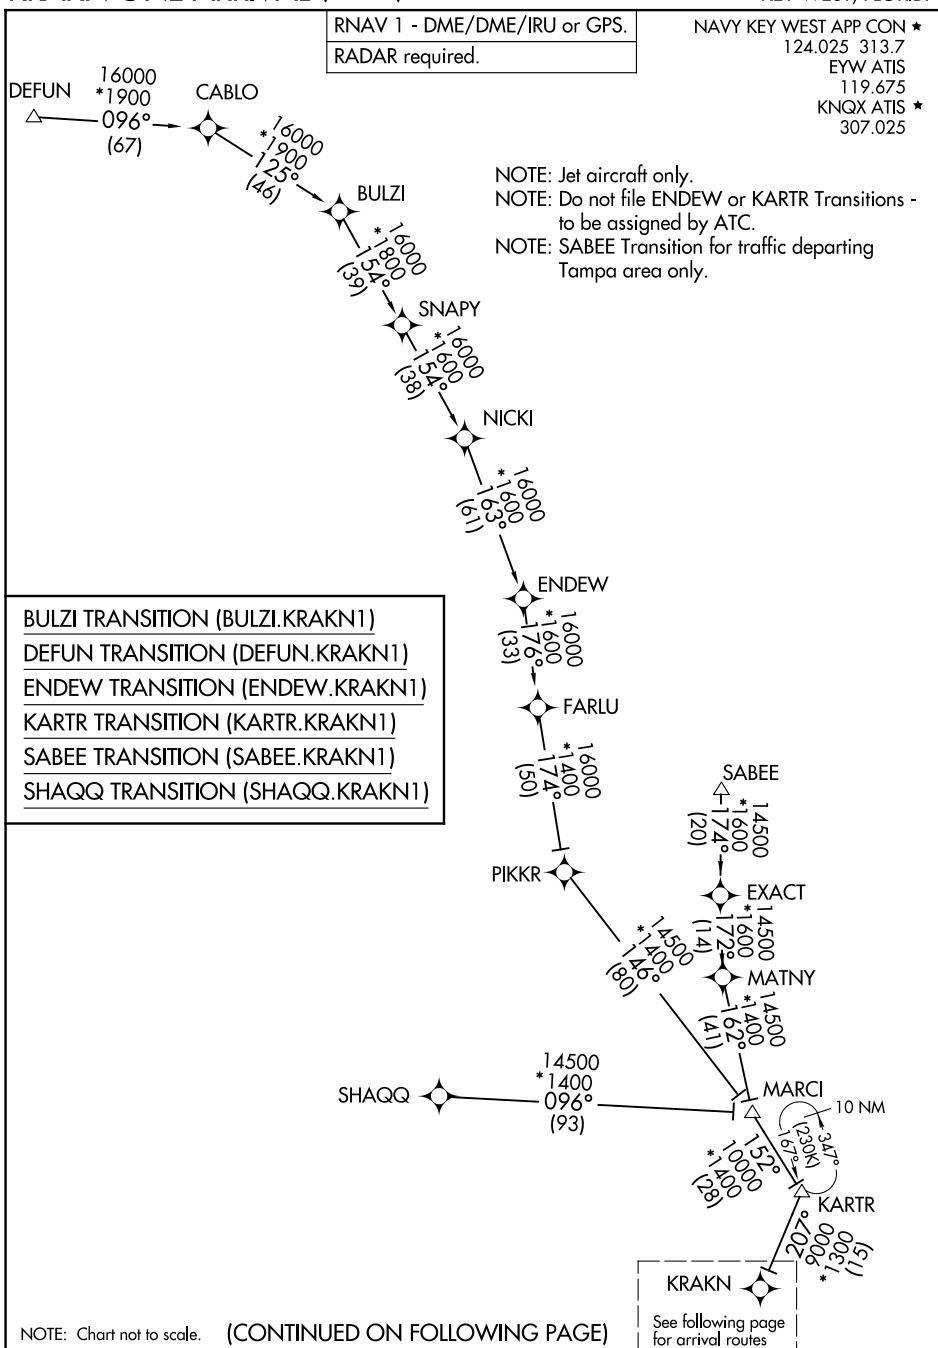 RNAV 1 - DME/DME/IRU or GPS.
RADAR required.
NAVY KEY WEST APP CON ★
124.025 313.7
EYW ATIS
119.675
KNQX ATIS ★
307.025
NOTE: Jet aircraft only.
NOTE: Do not file ENDEW or KARTR Transitions -
to be assigned by ATC.
NOTE: SABEE Transition for traffic departing
Tampa area only.
DEFUN
16000
*1900
096°
(67)
CABLO
16000
*1900
125°
(46)
BULZI
16000
*1800
154°
(39)
SNAPY
16000
*1600
154°
(38)
NICKI
16000
*1600
163°
(61)
ENDEW
16000
*1600
176°
(33)
FARLU
16000
*1400
174°
(50)
PIKKR
14500
*1400
146°
(80)
BULZI TRANSITION (BULZI.KRAKN1)
DEFUN TRANSITION (DEFUN.KRAKN1)
ENDEW TRANSITION (ENDEW.KRAKN1)
KARTR TRANSITION (KARTR.KRAKN1)
SABEE TRANSITION (SABEE.KRAKN1)
SHAQQ TRANSITION (SHAQQ.KRAKN1)
SABEE
14500
*1600
174°
(20)
EXACT
14500
*1600
172°
(14)
MATNY
14500
*1400
162°
(41)
SHAQQ
14500
*1400
096°
(93)
MARCI
10 NM
347°
(230K)
167°
152°
10000
*1400
(28)
KARTR
207°
9000
*1300
(15)
KRAKN
See following page
for arrival routes
NOTE: Chart not to scale.
(CONTINUED ON FOLLOWING PAGE)